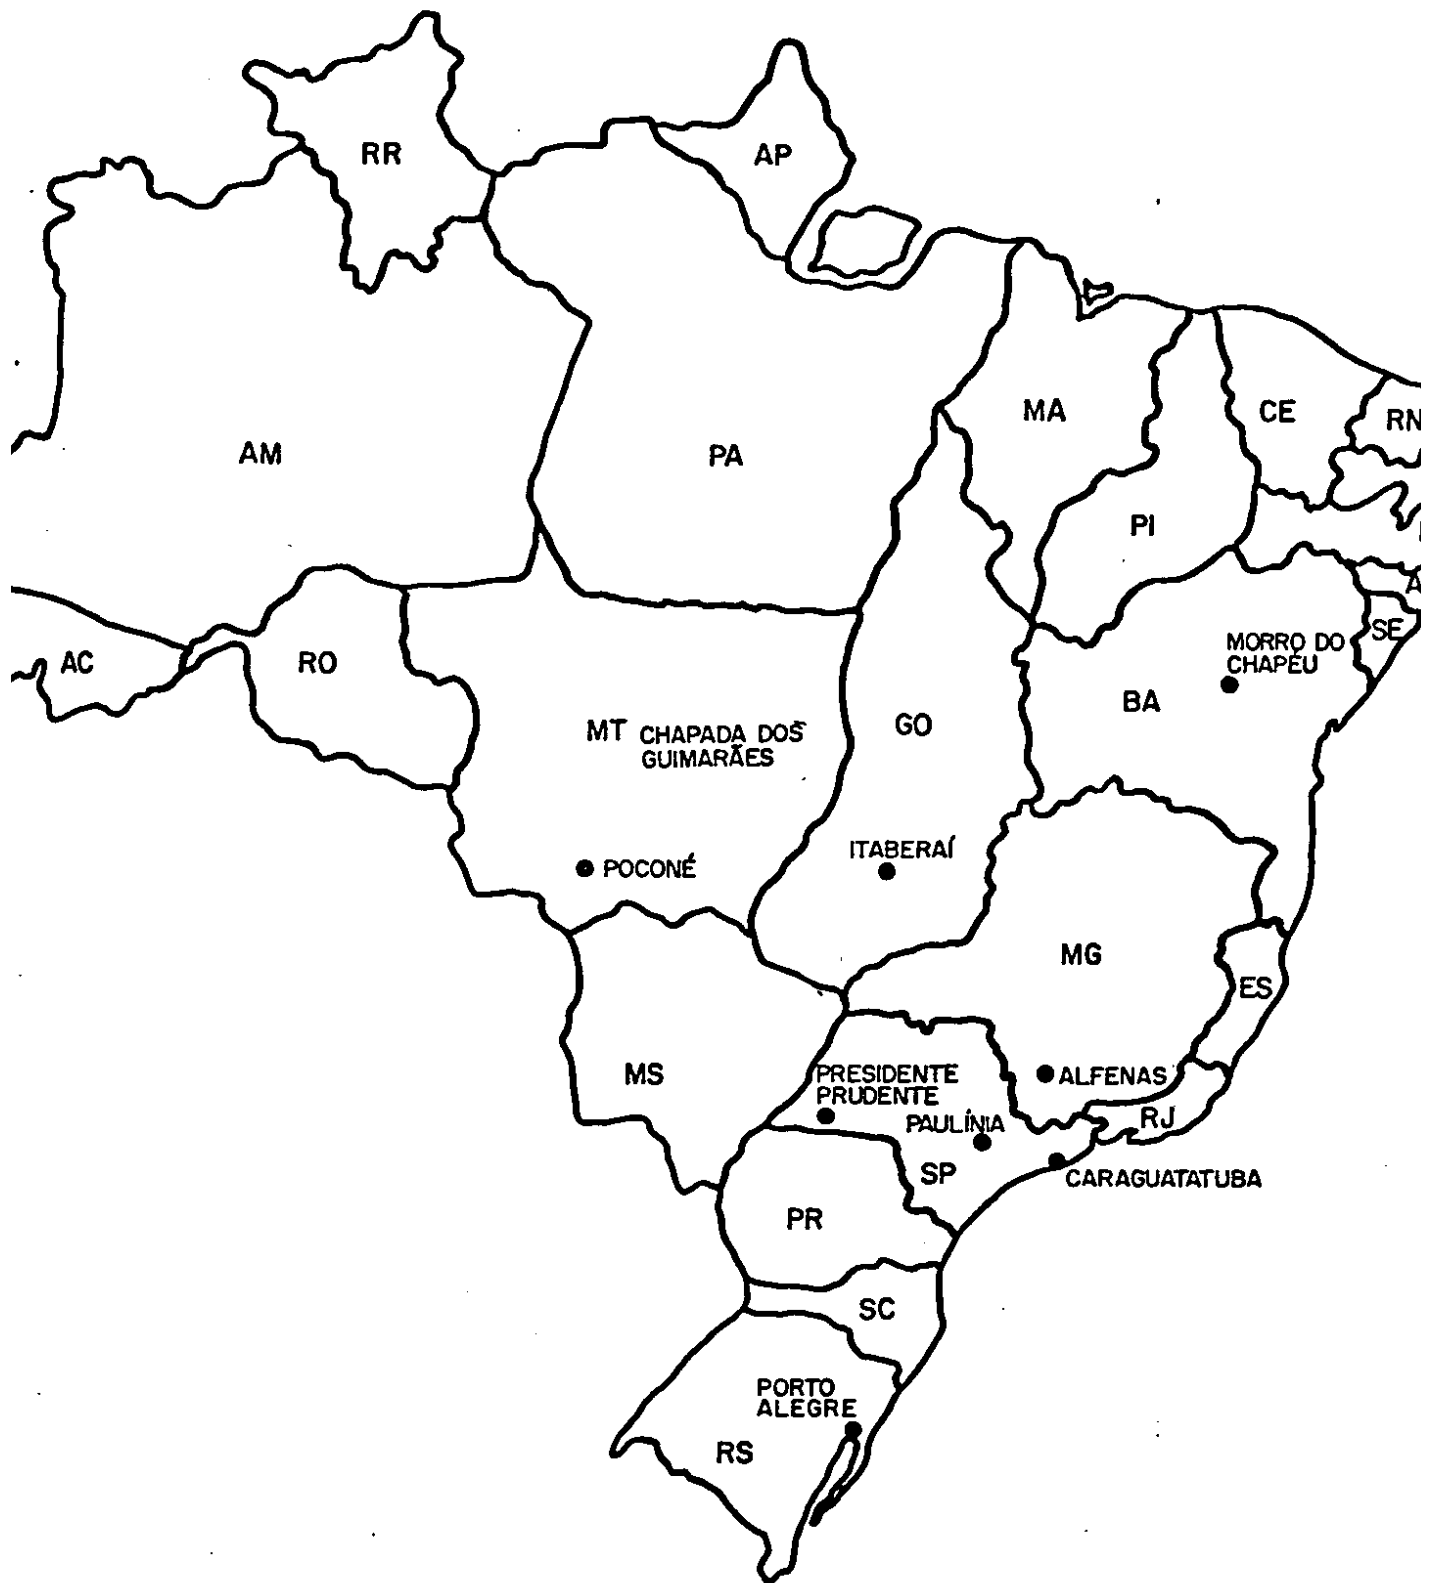 RR
AP
MA
CE
RN
AM
PA
PI
A
SE
MORRO DO
CHAPÉU
AC
RO
BA
MT
CHAPADA DOS
GUIMARÃES
GO
ITABERAÍ
POCONÉ
MG
ES
MS
PRESIDENTE
PRUDENTE
ALFENAS
PAULÍNIA
RJ
SP
CARAGUATATUBA
PR
SC
PORTO
ALEGRE
RS